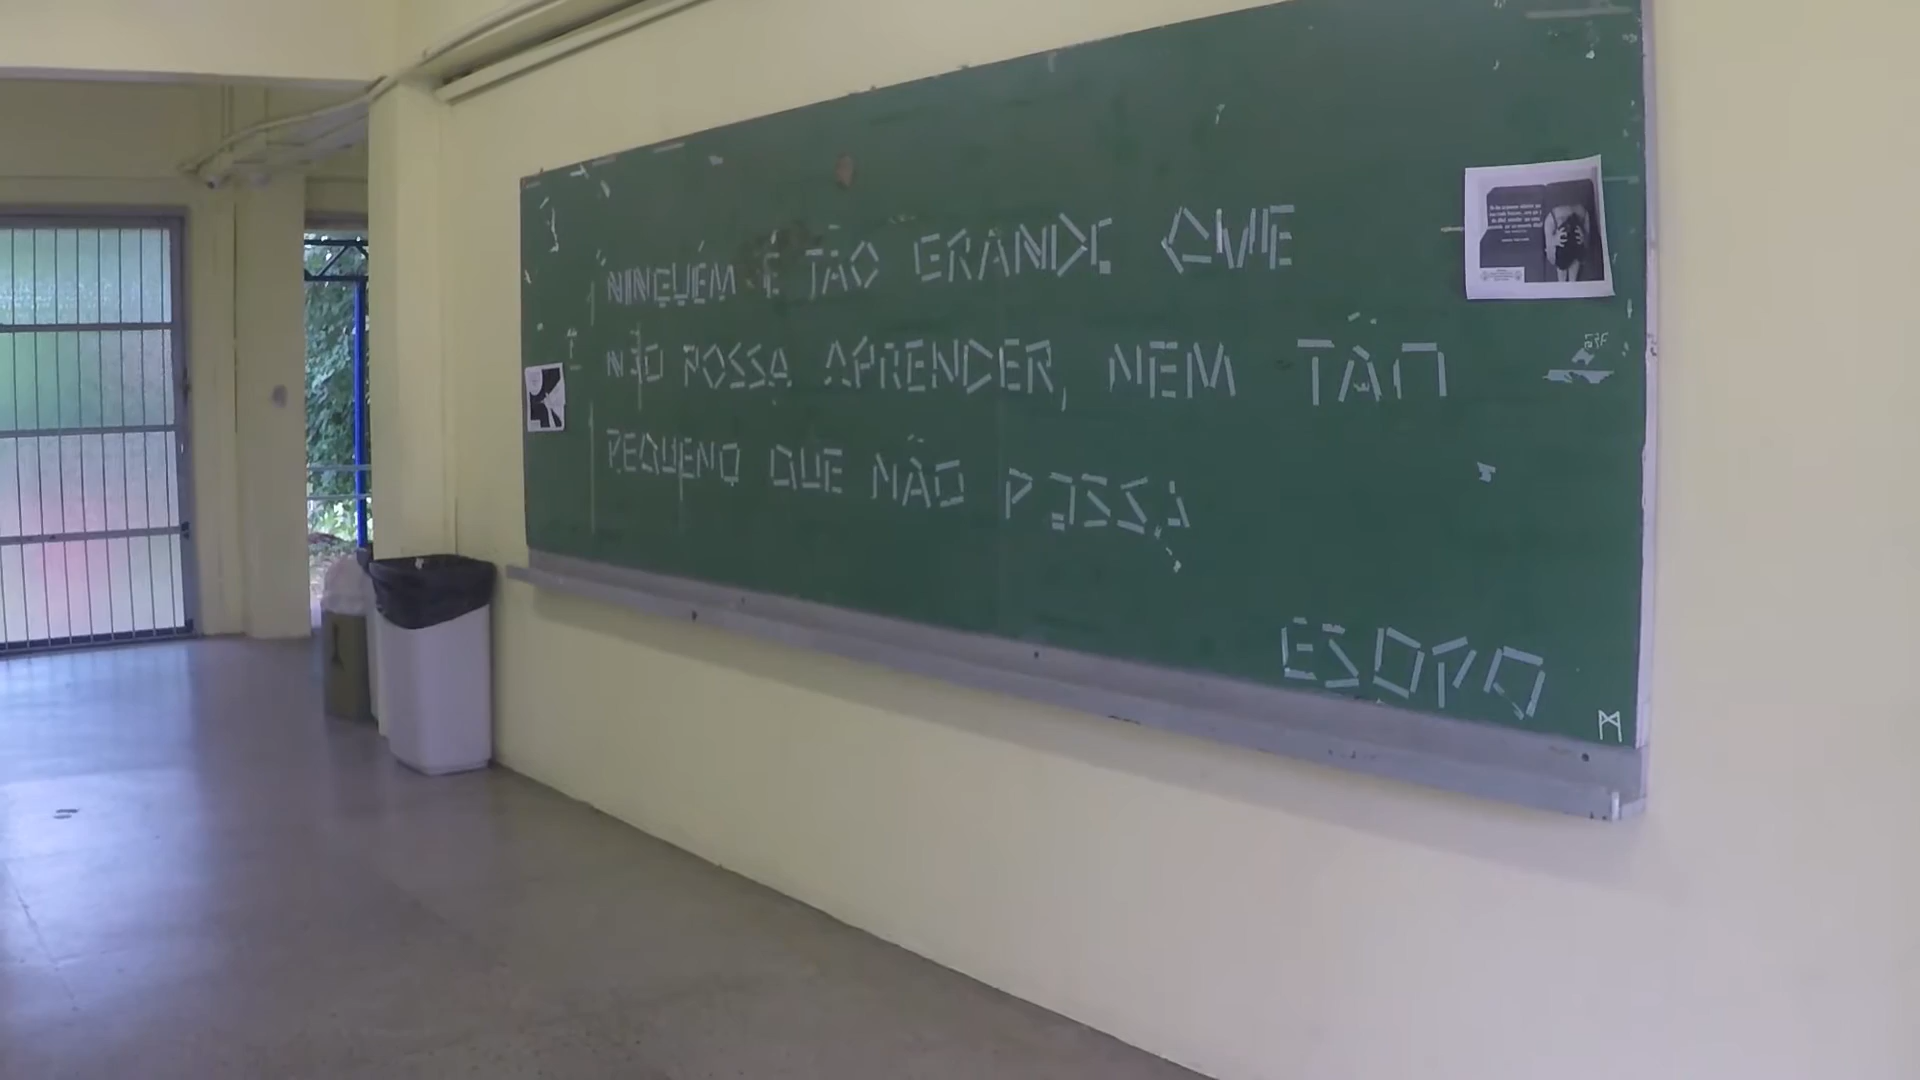 NINGUÉM É TÃO GRANDE QUE
NÃO POSSA APRENDER, NEM TÃO
PEQUENO QUE NÃO POSSA
ESOPO